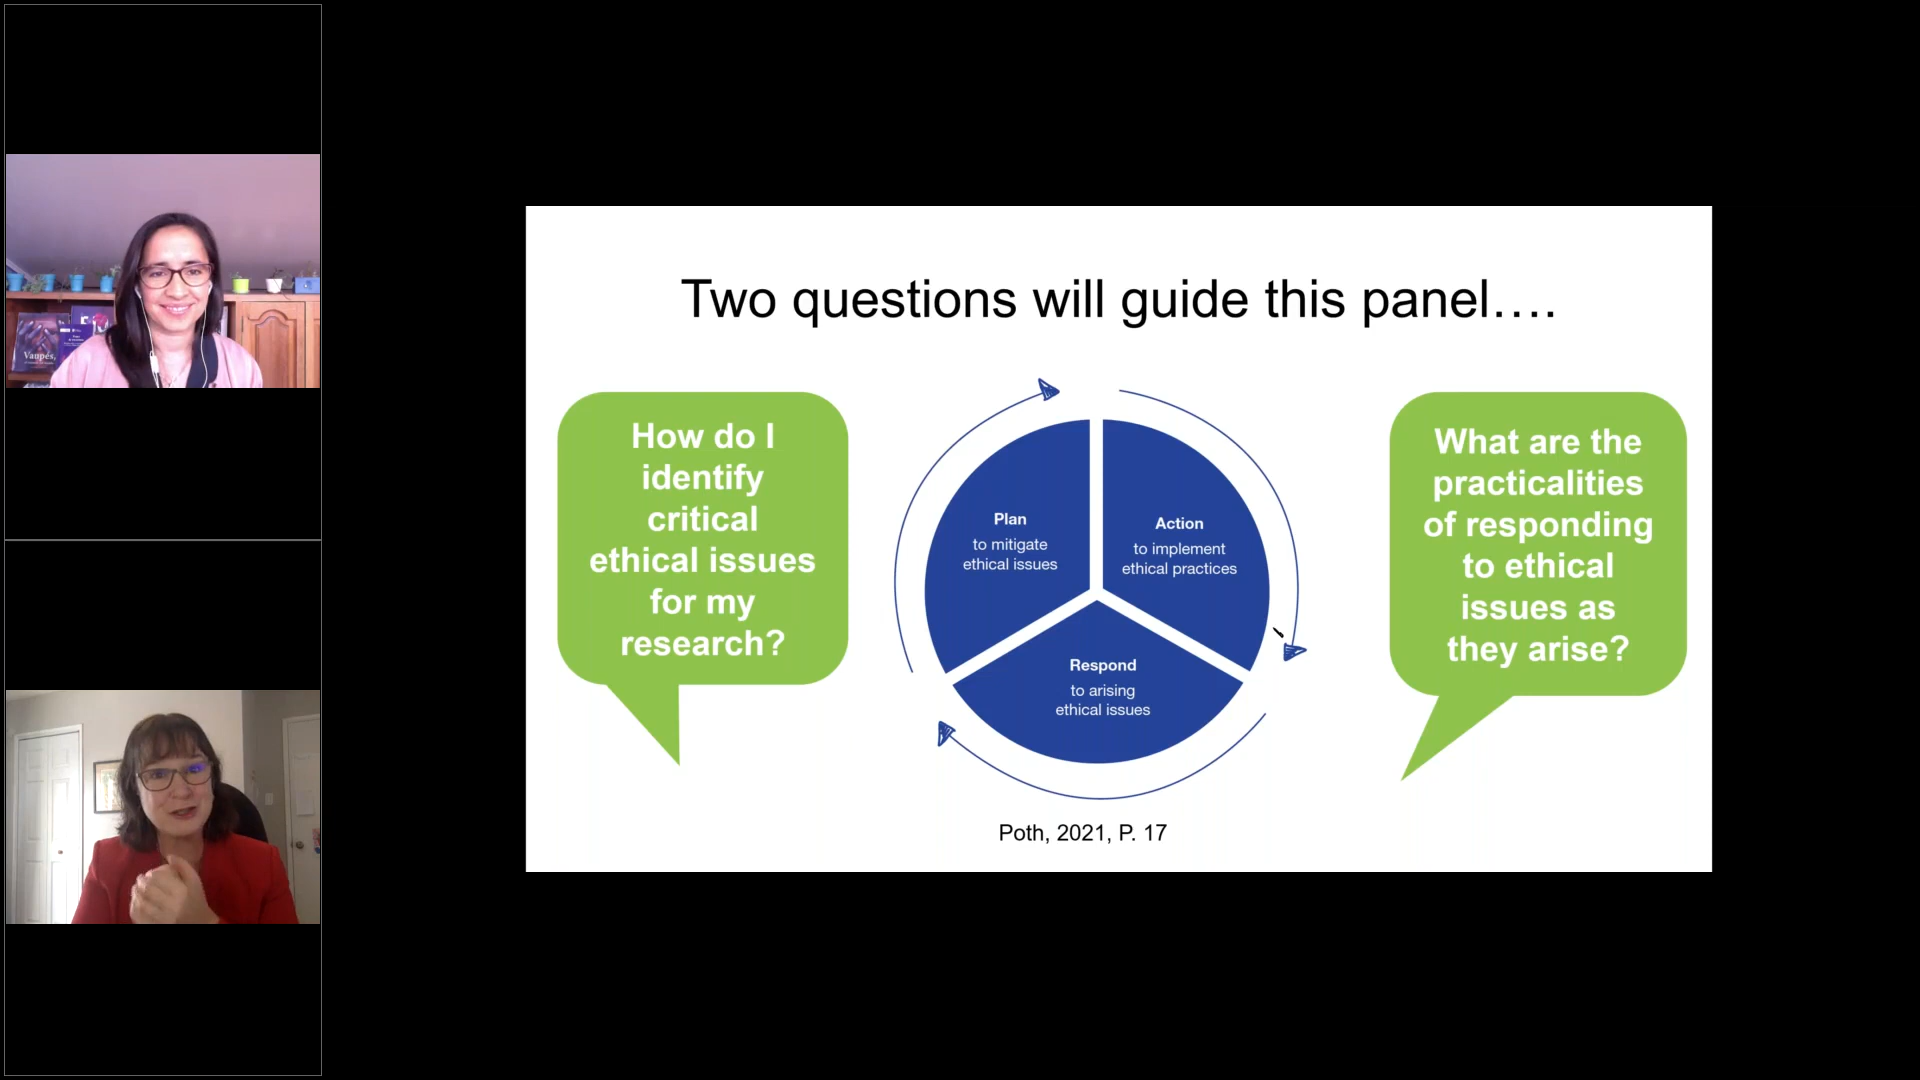 Two questions will guide this panel….
How do I
identify
critical
ethical issues
for my
research?
Plan
to mitigate
ethical issues
Action
to implement
ethical practices
Respond
to arising
ethical issues
What are the
practicalities
of responding
to ethical
issues as
they arise?
Poth, 2021, P. 17
Vaupés,